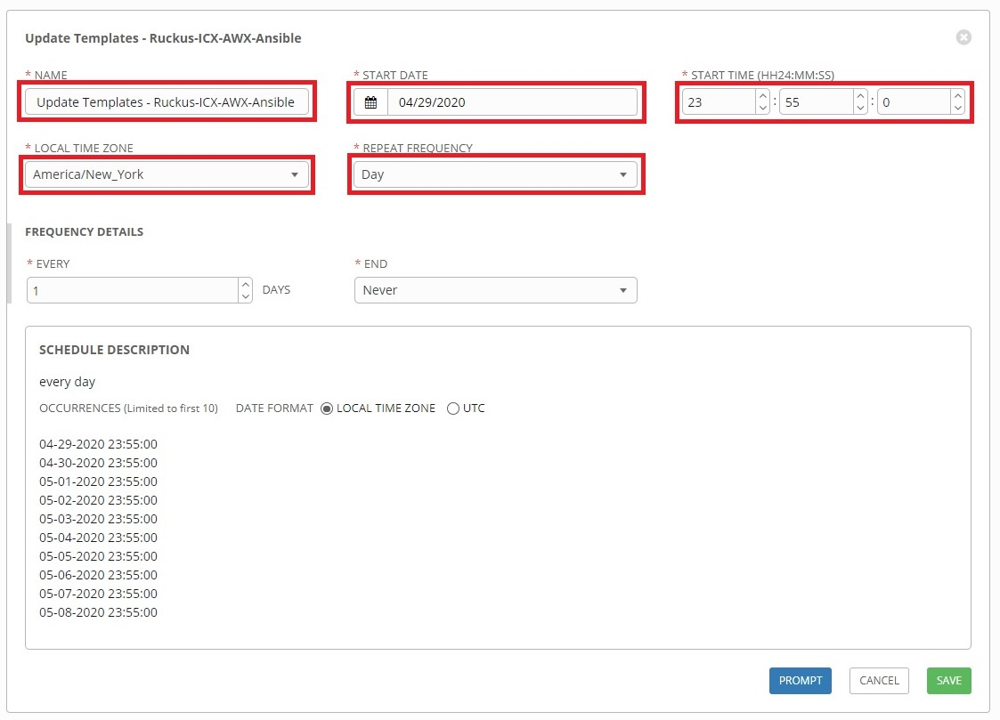 Update Templates - Ruckus-ICX-AWX-Ansible
* NAME
Update Templates - Ruckus-ICX-AWX-Ansible
* START DATE
04/29/2020
* START TIME (HH24:MM:SS)
23 : 55 : 0
* LOCAL TIME ZONE
America/New_York
* REPEAT FREQUENCY
Day
FREQUENCY DETAILS
* EVERY
1 DAYS
* END
Never
SCHEDULE DESCRIPTION
every day
OCCURRENCES (Limited to first 10) DATE FORMAT LOCAL TIME ZONE UTC
04-29-2020 23:55:00
04-30-2020 23:55:00
05-01-2020 23:55:00
05-02-2020 23:55:00
05-03-2020 23:55:00
05-04-2020 23:55:00
05-05-2020 23:55:00
05-06-2020 23:55:00
05-07-2020 23:55:00
05-08-2020 23:55:00
PROMPT CANCEL SAVE